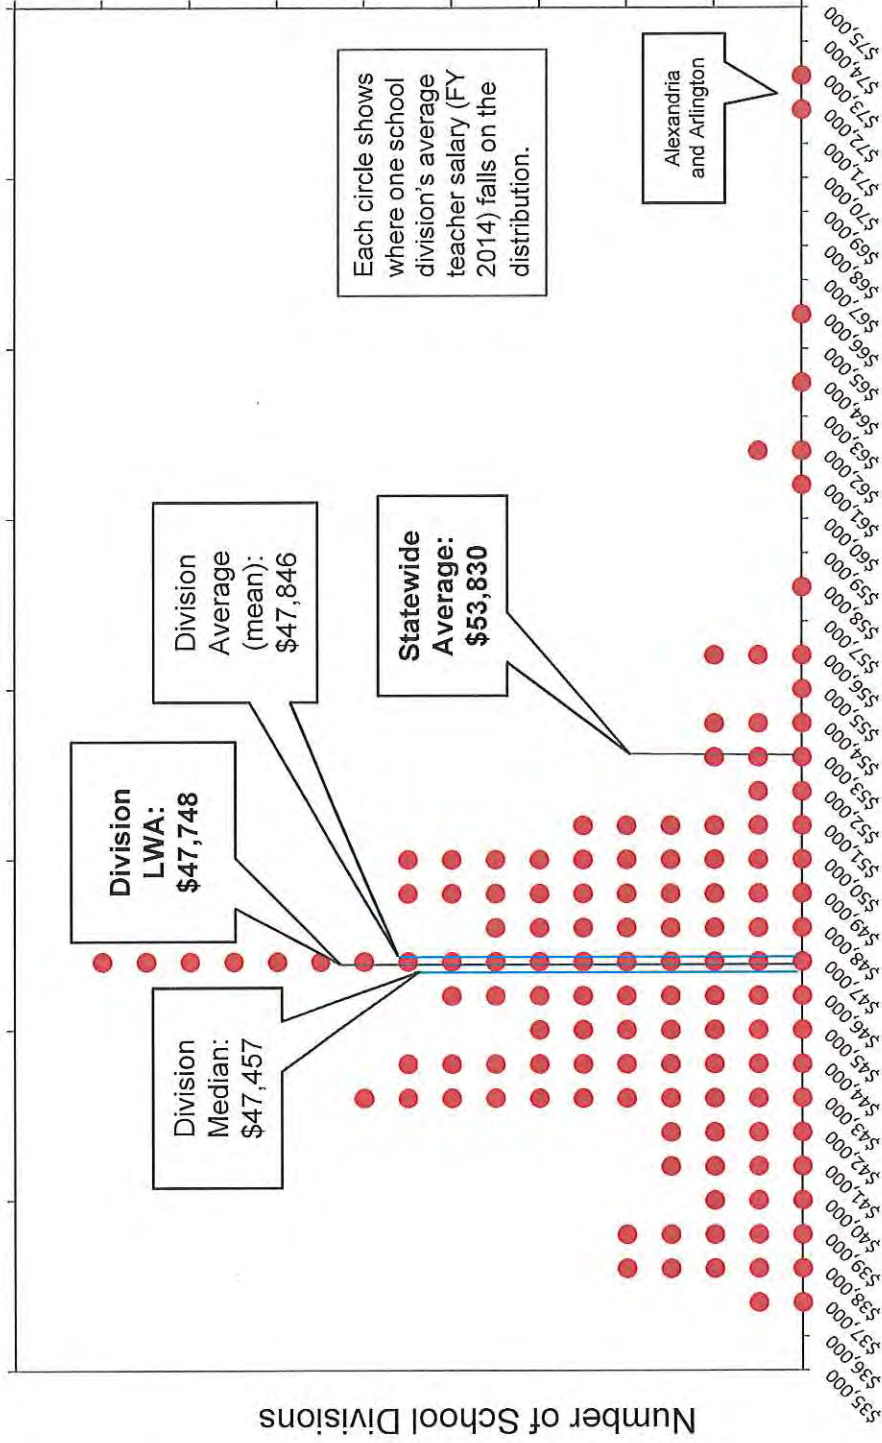 Number of School Divisions
Division
Median:
$47,457
Division
LWA:
$47,748
Division
Average
(mean):
$47,846
Statewide
Average:
$53,830
Each circle shows
where one school
division's average
teacher salary (FY
2014) falls on the
distribution.
Alexandria
and Arlington
$35,000
$36,000
$37,000
$38,000
$39,000
$40,000
$41,000
$42,000
$43,000
$44,000
$45,000
$46,000
$47,000
$48,000
$49,000
$50,000
$51,000
$52,000
$53,000
$54,000
$55,000
$56,000
$57,000
$58,000
$59,000
$60,000
$61,000
$62,000
$63,000
$64,000
$65,000
$66,000
$67,000
$68,000
$69,000
$70,000
$71,000
$72,000
$73,000
$74,000
$75,000